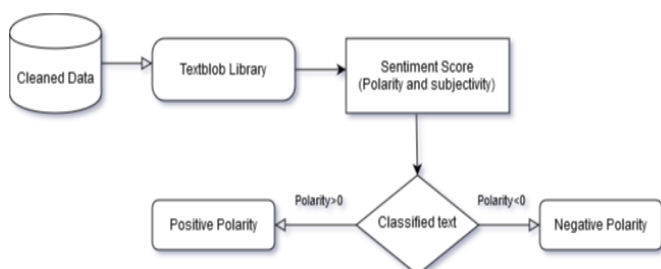 Cleaned Data
Textblob Library
Sentiment Score
(Polarity and subjectivity)
Polarity>0
Polarity<0
Positive Polarity
Classified text
Negative Polarity